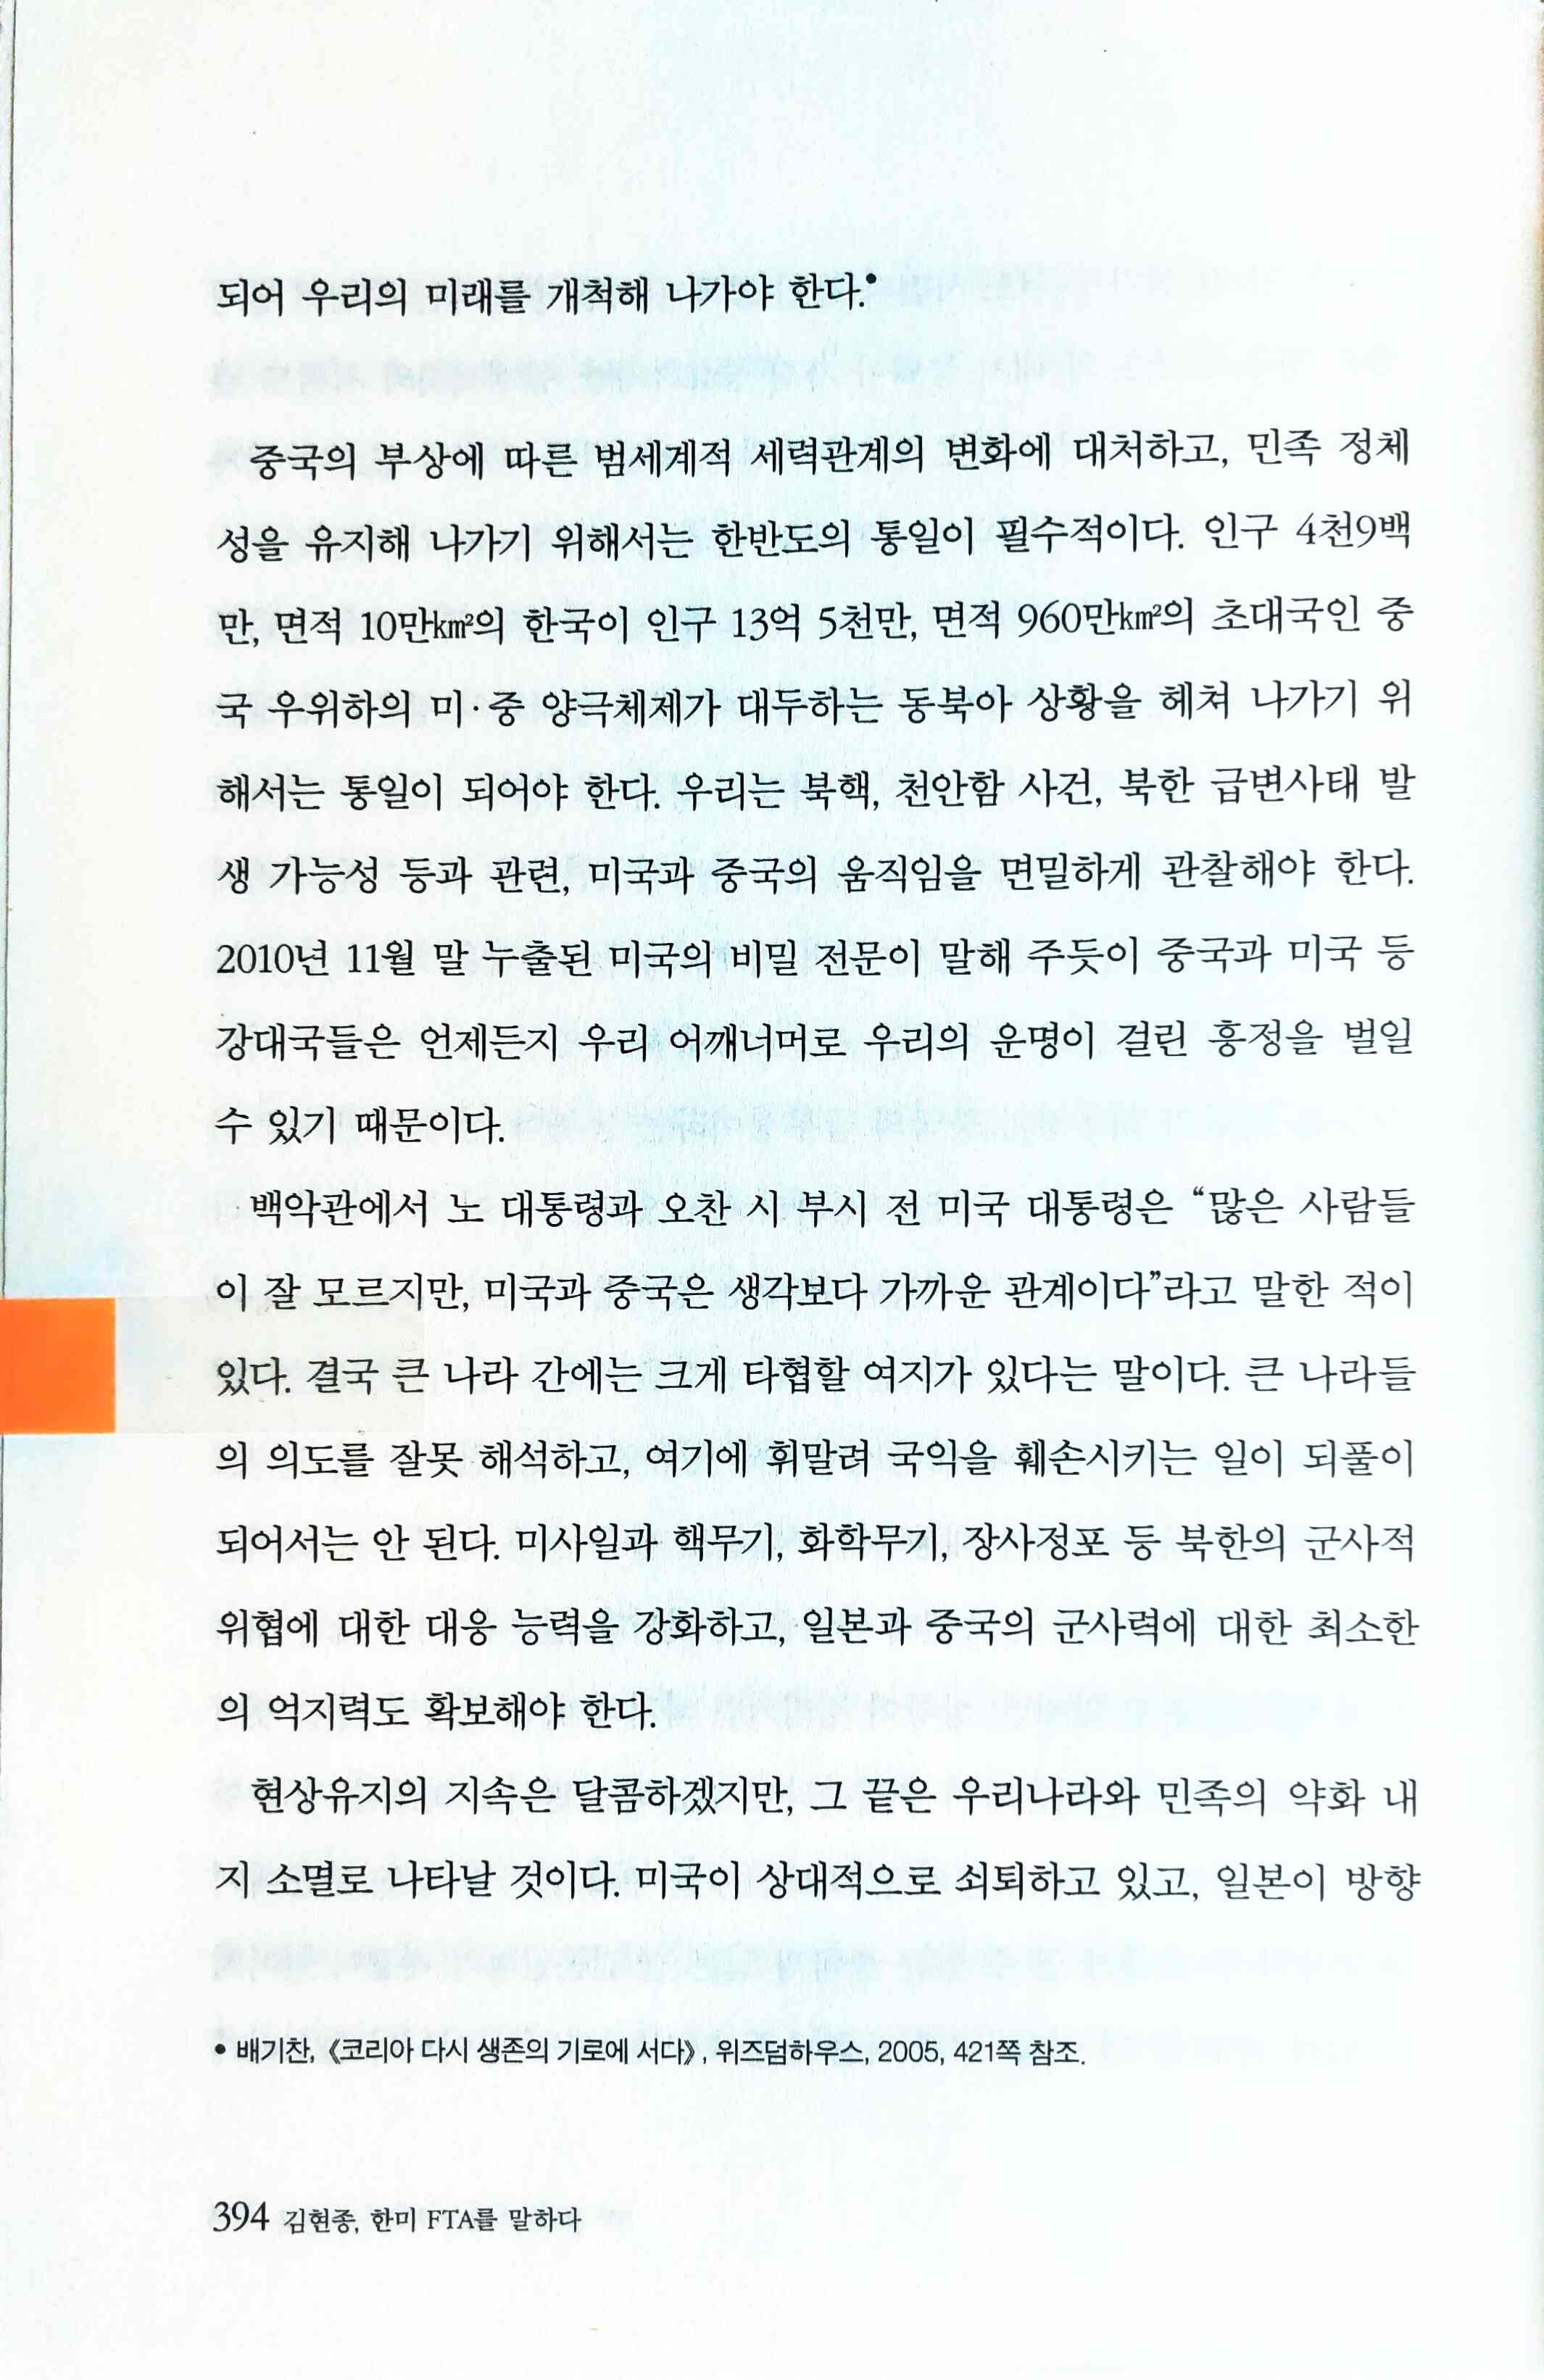 되어 우리의 미래를 개척해 나가야 한다.•
중국의 부상에 따른 범세계적 세력관계의 변화에 대처하고, 민족 정체
성을 유지해 나가기 위해서는 한반도의 통일이 필수적이다. 인구 4천9백
만, 면적 10만㎢의 한국이 인구 13억 5천만, 면적 960만㎢의 초대국인 중
국 우위하의 미·중 양극체제가 대두하는 동북아 상황을 헤쳐 나가기 위
해서는 통일이 되어야 한다. 우리는 북핵, 천안함 사건, 북한 급변사태 발
생 가능성 등과 관련, 미국과 중국의 움직임을 면밀하게 관찰해야 한다.
2010년 11월 말 누출된 미국의 비밀 전문이 말해 주듯이 중국과 미국 등
강대국들은 언제든지 우리 어깨너머로 우리의 운명이 걸린 흥정을 벌일
수 있기 때문이다.
백악관에서 노 대통령과 오찬 시 부시 전 미국 대통령은 “많은 사람들
이 잘 모르지만, 미국과 중국은 생각보다 가까운 관계이다”라고 말한 적이
있다. 결국 큰 나라 간에는 크게 타협할 여지가 있다는 말이다. 큰 나라들
의 의도를 잘못 해석하고, 여기에 휘말려 국익을 훼손시키는 일이 되풀이
되어서는 안 된다. 미사일과 핵무기, 화학무기, 장사정포 등 북한의 군사적
위협에 대한 대응 능력을 강화하고, 일본과 중국의 군사력에 대한 최소한
의 억지력도 확보해야 한다.
현상유지의 지속은 달콤하겠지만, 그 끝은 우리나라와 민족의 약화 내
지 소멸로 나타날 것이다. 미국이 상대적으로 쇠퇴하고 있고, 일본이 방향
• 배기찬, 《코리아 다시 생존의 기로에 서다》, 위즈덤하우스, 2005, 421쪽 참조.
394 김현종, 한미 FTA를 말하다